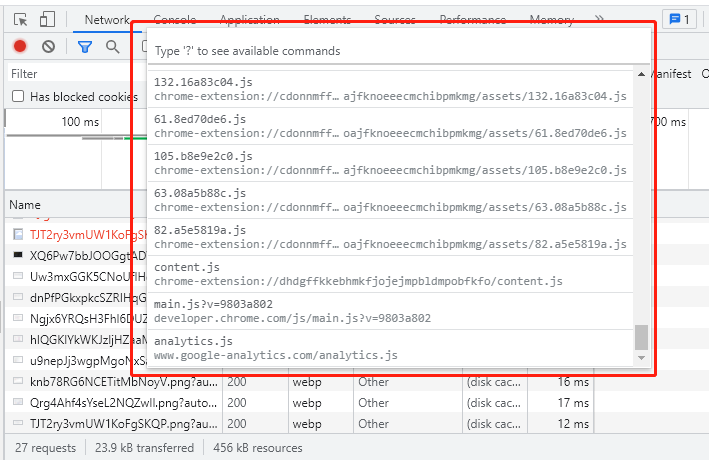 Network Console Application Elements Sources Performance Memory » 1
Type '?' to see available commands
Filter
Manifest
Has blocked cookies
100 ms
700 ms
132.16a83c04.js
chrome-extension://cdonnmff… ajfknoeeecmchibpmkmg/assets/132.16a83c04.js
61.8ed70de6.js
chrome-extension://cdonnmff… oajfknoeeecmchibpmkmg/assets/61.8ed70de6.js
105.b8e9e2c0.js
chrome-extension://cdonnmff… ajfknoeeecmchibpmkmg/assets/105.b8e9e2c0.js
63.08a5b88c.js
chrome-extension://cdonnmff… oajfknoeeecmchibpmkmg/assets/63.08a5b88c.js
82.a5e5819a.js
chrome-extension://cdonnmff… oajfknoeeecmchibpmkmg/assets/82.a5e5819a.js
content.js
chrome-extension://dhdgffkkebhmkfjojejmpbldmpobfkfo/content.js
main.js?v=9803a802
developer.chrome.com/js/main.js?v=9803a802
analytics.js
www.google-analytics.com/analytics.js
Name
TJT2ry3vmUW1KoFgSK
XQ6Pw7bbJOOGgtAD
Uw3mxGGK5CNoUflH
dnPfPGkxpkcSZRIHqG
Ngjx6YRQsH3FhI6DUZ
hIQGKlYkWKJzljHZaaM
u9nepJj3wgpMgoNxSa
knb78RG6NCETitMbNoyV.png?au… 200 webp Other (disk cac… 16 ms
Qrg4Ahf4sYseL2NQZwIl.png?auto… 200 webp Other (disk cac… 17 ms
TJT2ry3vmUW1KoFgSKQP.png?au… 200 webp Other (disk cac… 12 ms
27 requests 23.9 kB transferred 456 kB resources